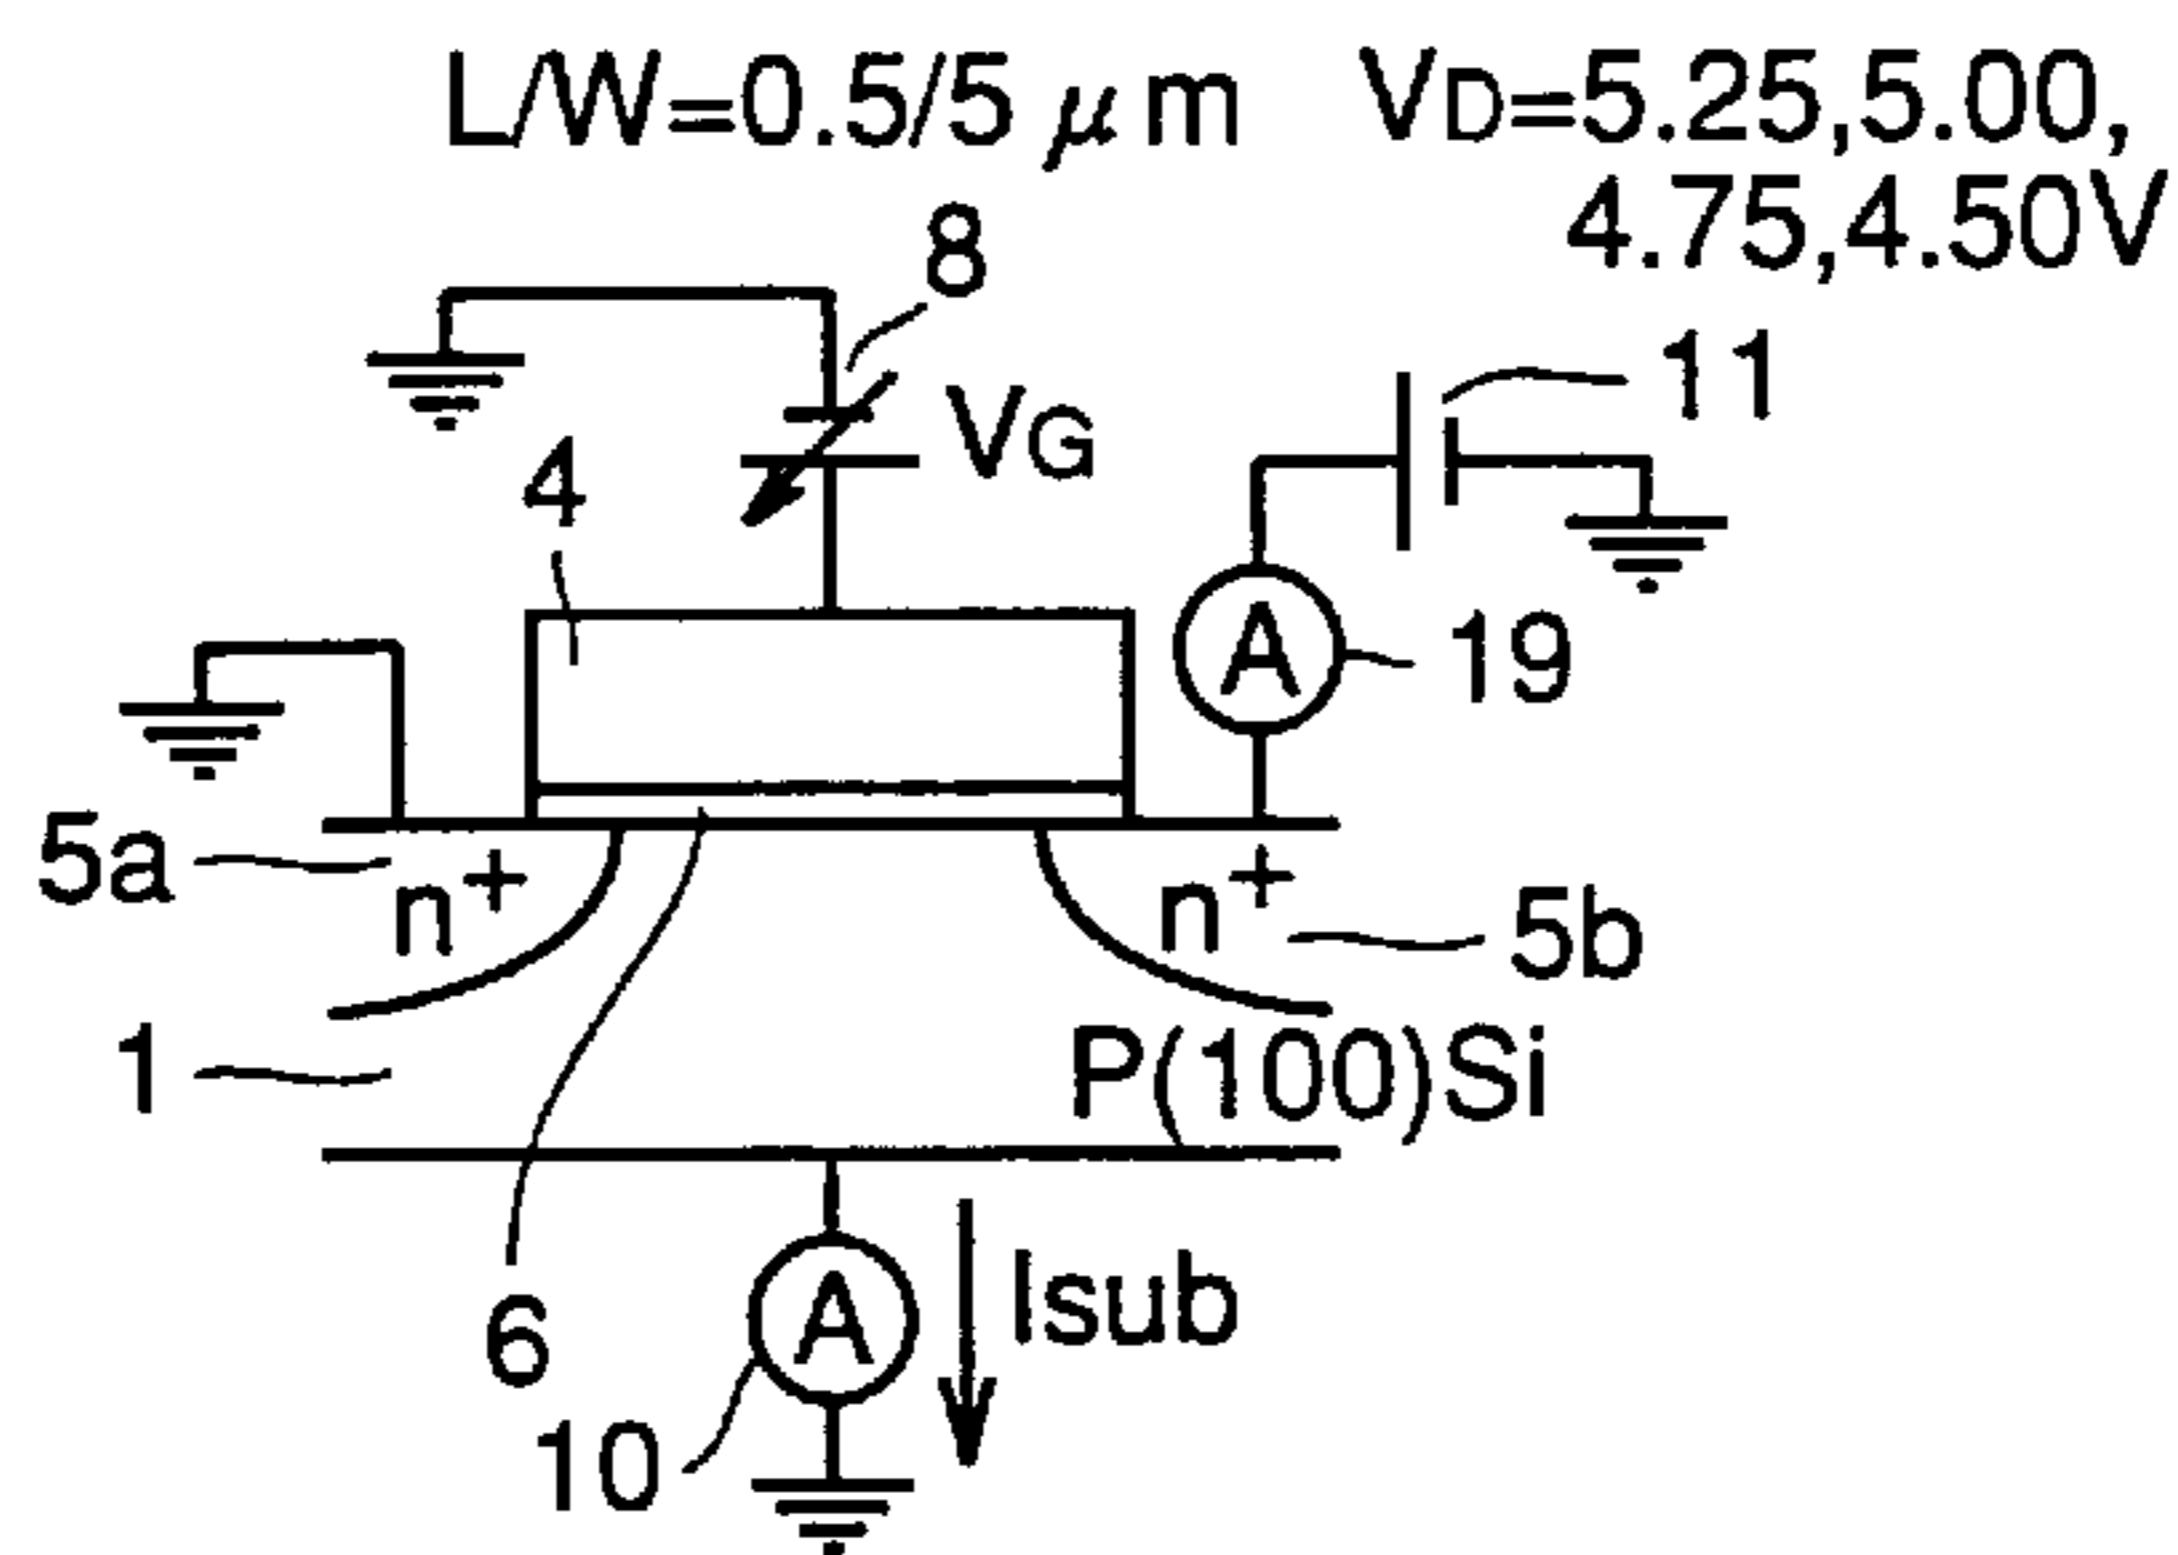 L/W=0.5/5 μm VD=5.25,5.00,
4.75,4.50V
8
11
VG
4
A
19
5a
n+
n+
5b
1
P(100)Si
Isub
6
A
10